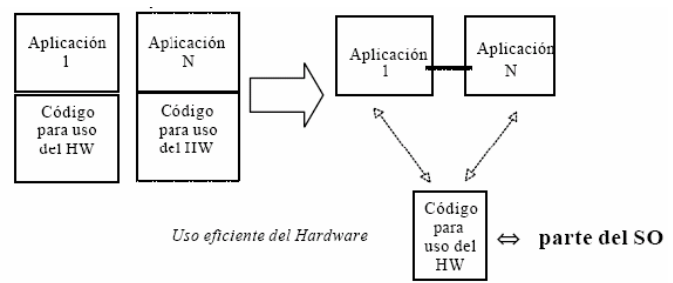 Aplicación
1
Aplicación
N
Código
para uso
del HW
Código
para uso
del IIW
Aplicación
1
Aplicación
N
Código
para
uso del
HW
Uso eficiente del Hardware
⇔ parte del SO